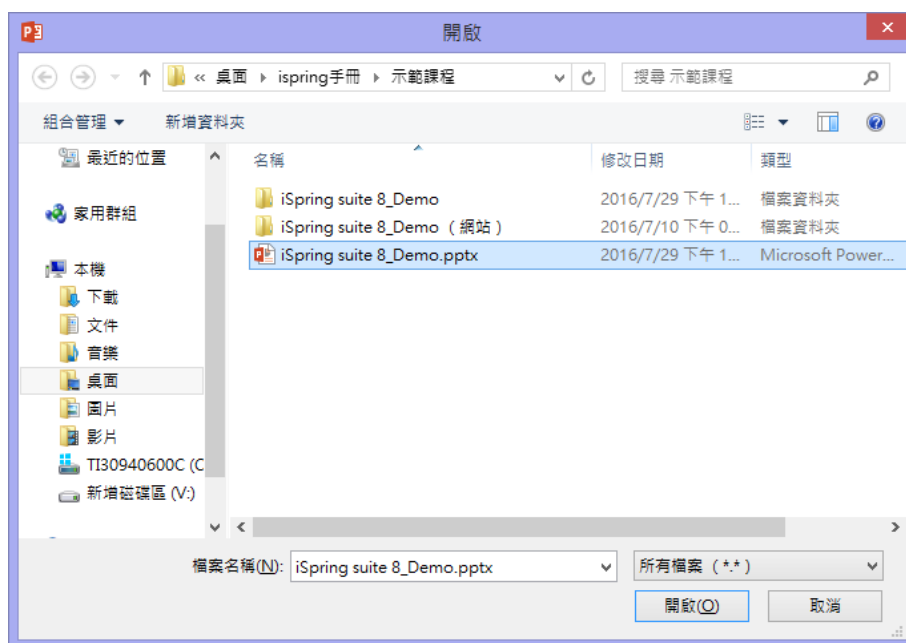 開啟
« 桌面 ▸ ispring手冊 ▸ 示範課程
搜尋 示範課程
組合管理 ▼ 新增資料夾
最近的位置
家用群組
本機
下載
文件
音樂
桌面
圖片
影片
TI30940600C (C
新增磁碟區 (V:)
名稱 修改日期 類型
iSpring suite 8_Demo 2016/7/29 下午 1... 檔案資料夾
iSpring suite 8_Demo （網站） 2016/7/10 下午 0... 檔案資料夾
iSpring suite 8_Demo.pptx 2016/7/29 下午 1... Microsoft Power...
檔案名稱(N): iSpring suite 8_Demo.pptx 所有檔案 （*.*）
開啟(O) 取消